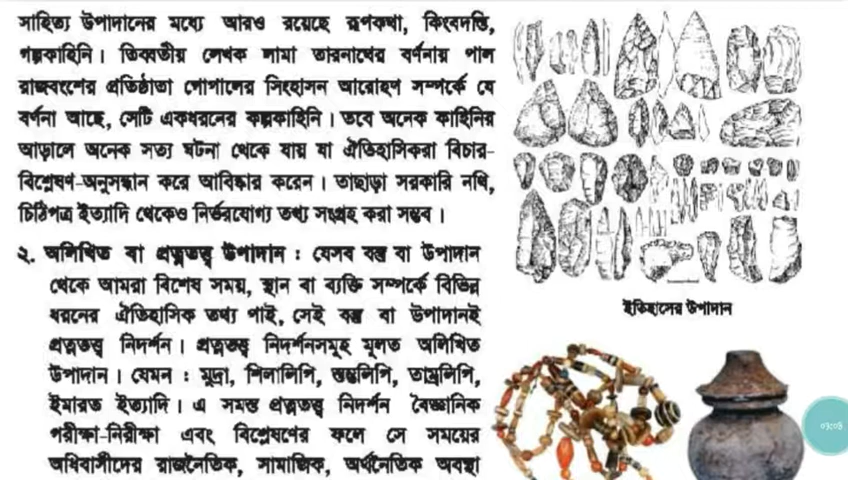 সাহিত্য উপাদানের মধ্যে আরও রয়েছে রূপকথা, কিংবদন্তি,
গল্পকাহিনি। তিব্বতীয় লেখক লামা তারনাথের বর্ণনায় পাল
রাজবংশের প্রতিষ্ঠাতা গোপালের সিংহাসন আরোহণ সম্পর্কে যে
বর্ণনা আছে, সেটি একধরনের কল্পকাহিনি। তবে অনেক কাহিনির
আড়ালে অনেক সত্য ঘটনা থেকে যায় যা ঐতিহাসিকরা বিচার-
বিশ্লেষণ-অনুসন্ধান করে আবিষ্কার করেন। তাছাড়া সরকারি নথি,
চিঠিপত্র ইত্যাদি থেকেও নির্ভরযোগ্য তথ্য সংগ্রহ করা সম্ভব।
২. অলিখিত বা প্রত্নতত্ত্ব উপাদান : যেসব বস্তু বা উপাদান
থেকে আমরা বিশেষ সময়, স্থান বা ব্যক্তি সম্পর্কে বিভিন্ন
ধরনের ঐতিহাসিক তথ্য পাই, সেই বস্তু বা উপাদানই
প্রত্নতত্ত্ব নিদর্শন। প্রত্নতত্ত্ব নিদর্শনসমূহ মূলত অলিখিত
উপাদান। যেমন : মুদ্রা, শিলালিপি, স্তম্ভলিপি, তাম্রলিপি,
ইমারত ইত্যাদি। এ সমস্ত প্রত্নতত্ত্ব নিদর্শন বৈজ্ঞানিক
পরীক্ষা-নিরীক্ষা এবং বিশ্লেষণের ফলে সে সময়ের
অধিবাসীদের রাজনৈতিক, সামাজিক, অর্থনৈতিক অবস্থা
ইতিহাসের উপাদান